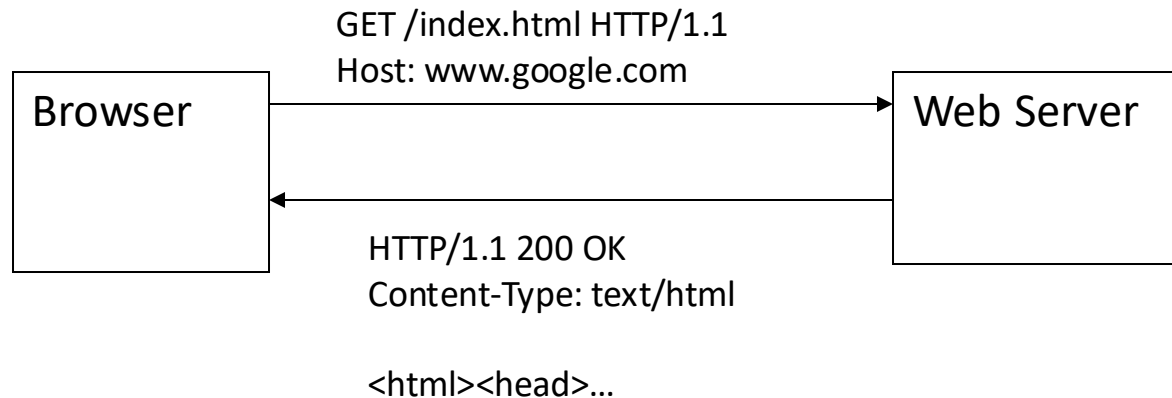 GET /index.html HTTP/1.1
Host: www.google.com
Browser
Web Server
HTTP/1.1 200 OK
Content-Type: text/html
<html><head>…